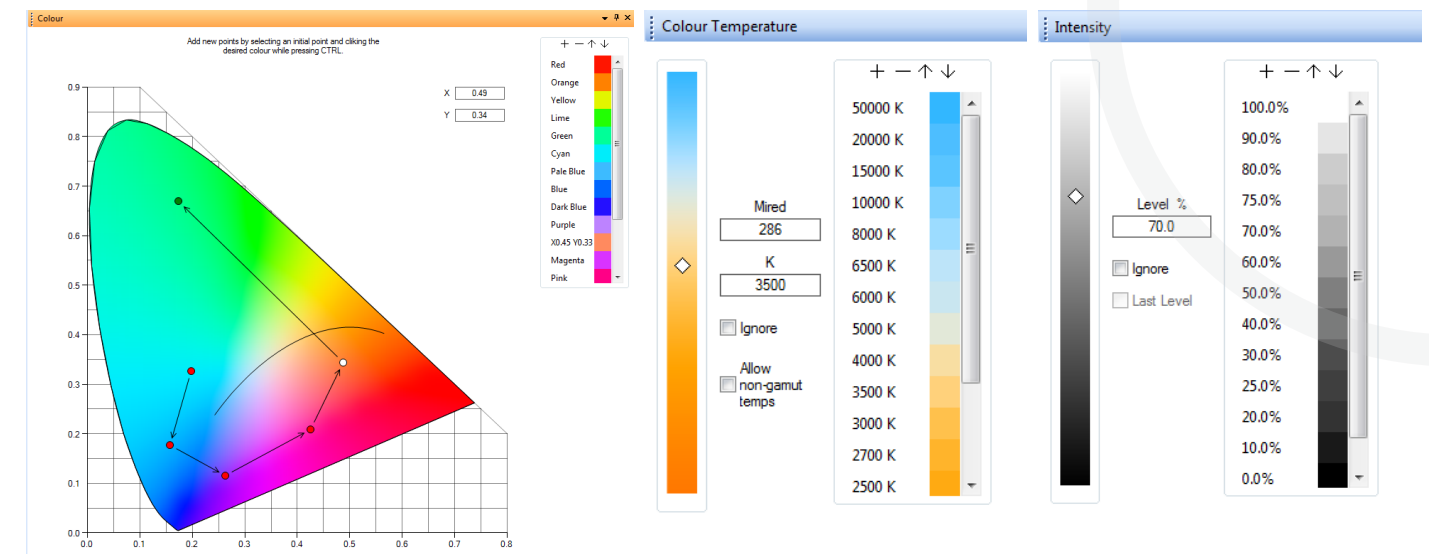 Colour
Add new points by selecting an initial point and cliking the
desired colour while pressing CTRL.
X 0.49
Y 0.34
0.9
0.8
0.7
0.6
0.5
0.4
0.3
0.2
0.1
0.0
0.0 0.1 0.2 0.3 0.4 0.5 0.6 0.7 0.8
Red
Orange
Yellow
Lime
Green
Cyan
Pale Blue
Blue
Dark Blue
Purple
X0.45 Y0.33
Magenta
Pink
Colour Temperature
Mired
286
K
3500
Ignore
Allow
non-gamut
temps
50000 K
20000 K
15000 K
10000 K
8000 K
6500 K
6000 K
5000 K
4000 K
3500 K
3000 K
2700 K
2500 K
Intensity
Level %
70.0
Ignore
Last Level
100.0%
90.0%
80.0%
75.0%
70.0%
60.0%
50.0%
40.0%
30.0%
25.0%
20.0%
10.0%
0.0%